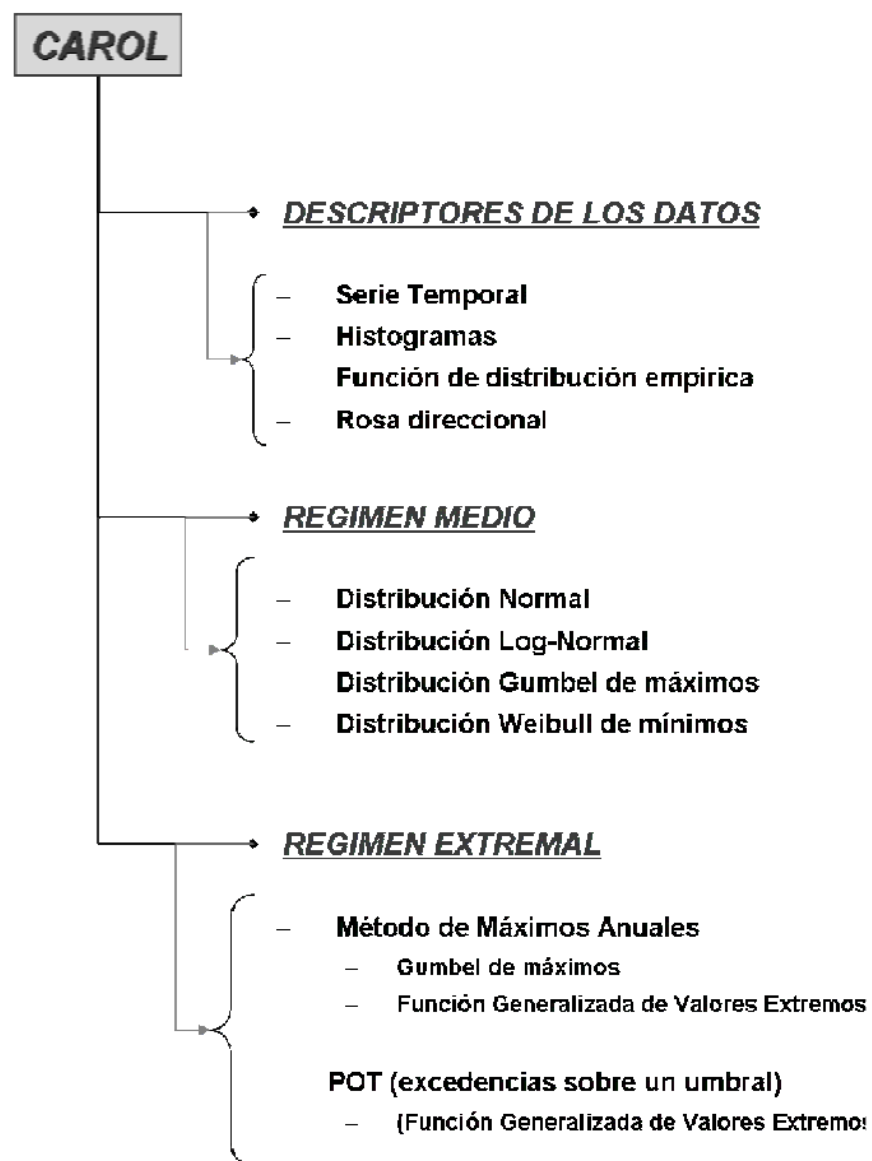 CAROL
DESCRIPTORES DE LOS DATOS
– Serie Temporal
– Histogramas
Función de distribución empirica
– Rosa direccional
REGIMEN MEDIO
– Distribución Normal
– Distribución Log-Normal
Distribución Gumbel de máximos
– Distribución Weibull de mínimos
REGIMEN EXTREMAL
– Método de Máximos Anuales
– Gumbel de máximos
– Función Generalizada de Valores Extremos
POT (excedencias sobre un umbral)
– (Función Generalizada de Valores Extremos